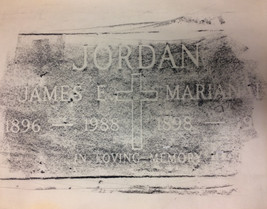 JORDAN
JAMES F. MARIAN
1896 — 1988 1898 —
IN LOVING MEMORY